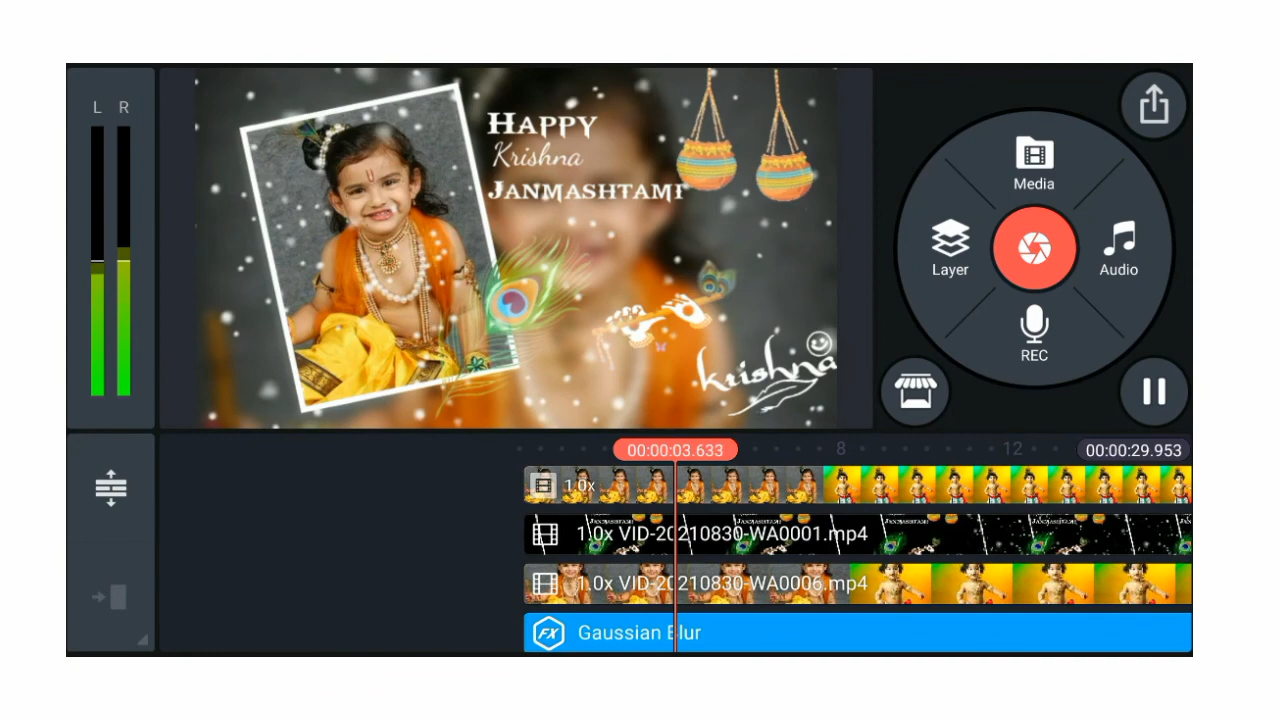 L R
HAPPY
Krishna
JANMASHTAMI
krishna
Media
Layer
Audio
REC
00:00:03.633
8
12
00:00:29.953
1.0x
1.0x VID-20210830-WA0001.mp4
1.0x VID-20210830-WA0006.mp4
FX Gaussian Blur